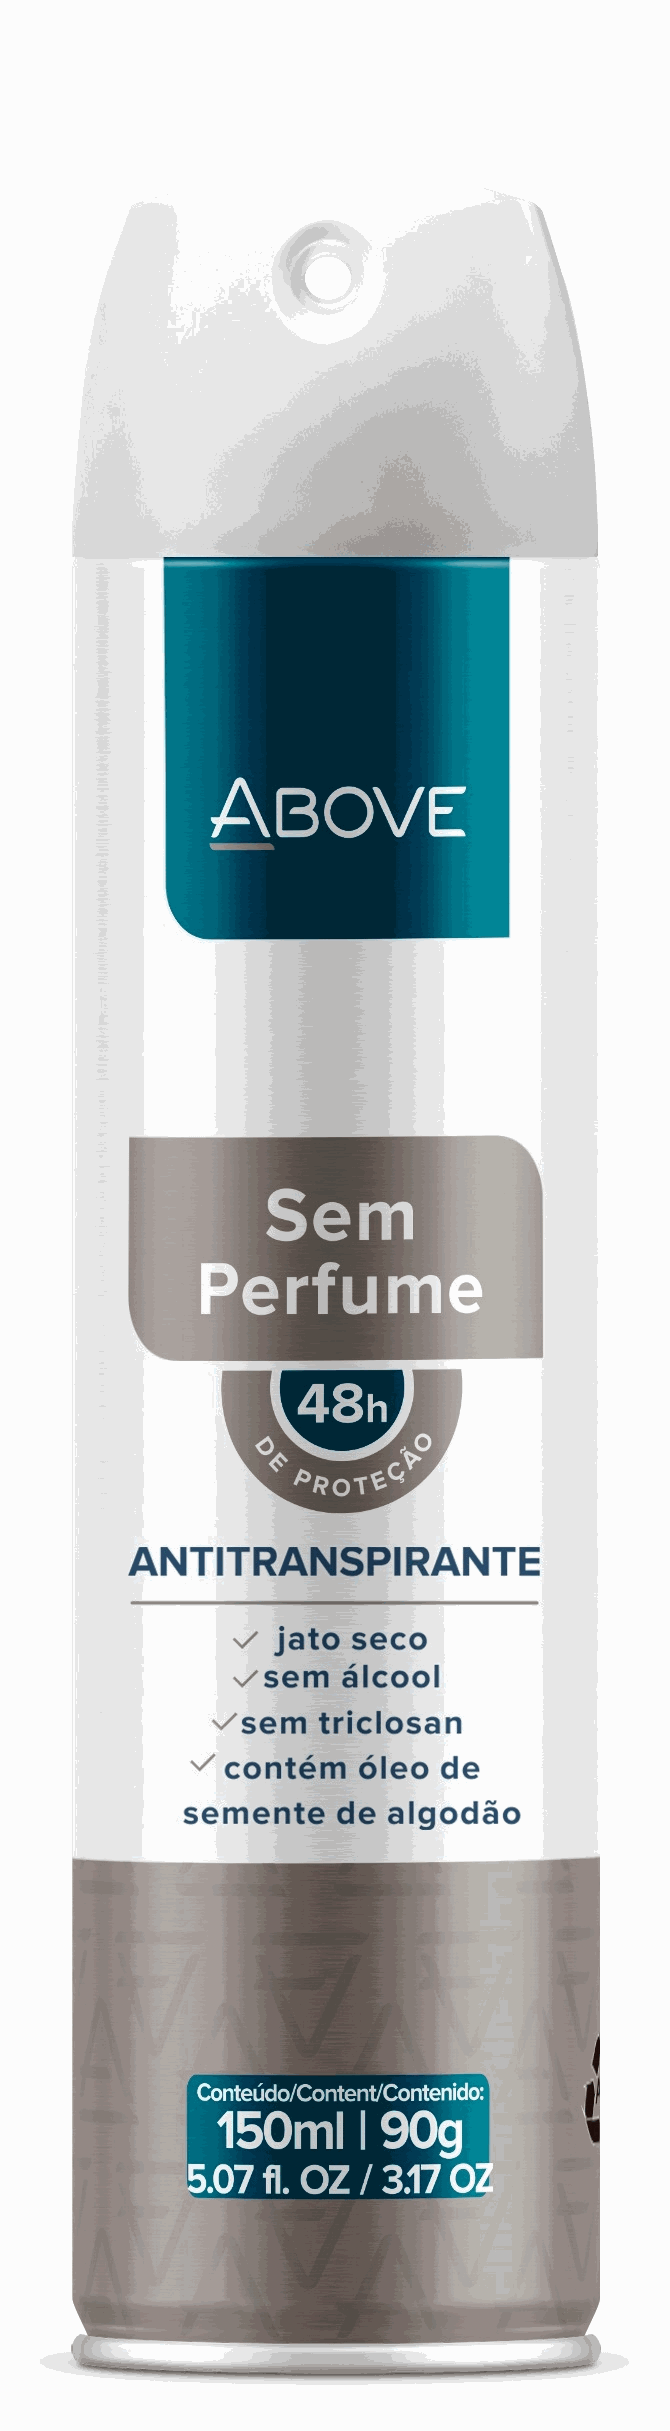 ABOVE
Sem
Perfume
48h
DE PROTEÇÃO
ANTITRANSPIRANTE
jato seco
sem álcool
sem triclosan
contém óleo de
semente de algodão
Conteúdo/Content/Contenido:
150ml | 90g
5.07 fl. OZ / 3.17 OZ